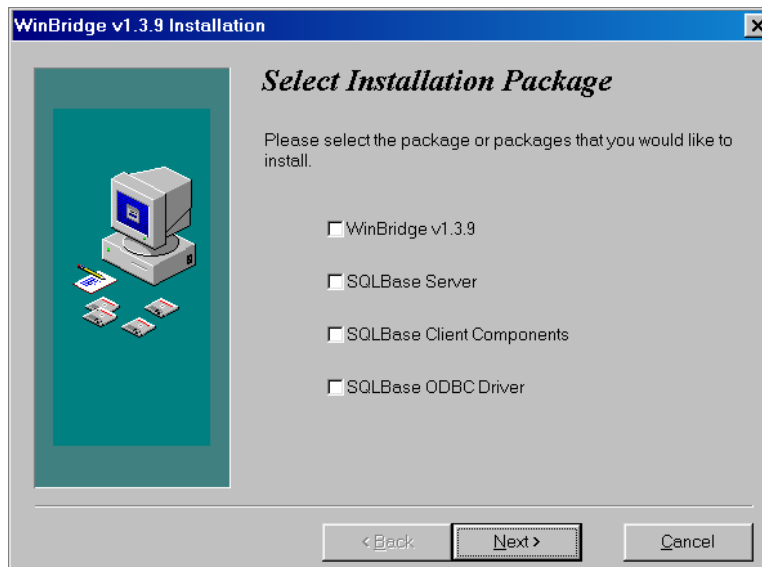 WinBridge v1.3.9 Installation
Select Installation Package
Please select the package or packages that you would like to
install.
WinBridge v1.3.9
SQLBase Server
SQLBase Client Components
SQLBase ODBC Driver
< Back
Next >
Cancel